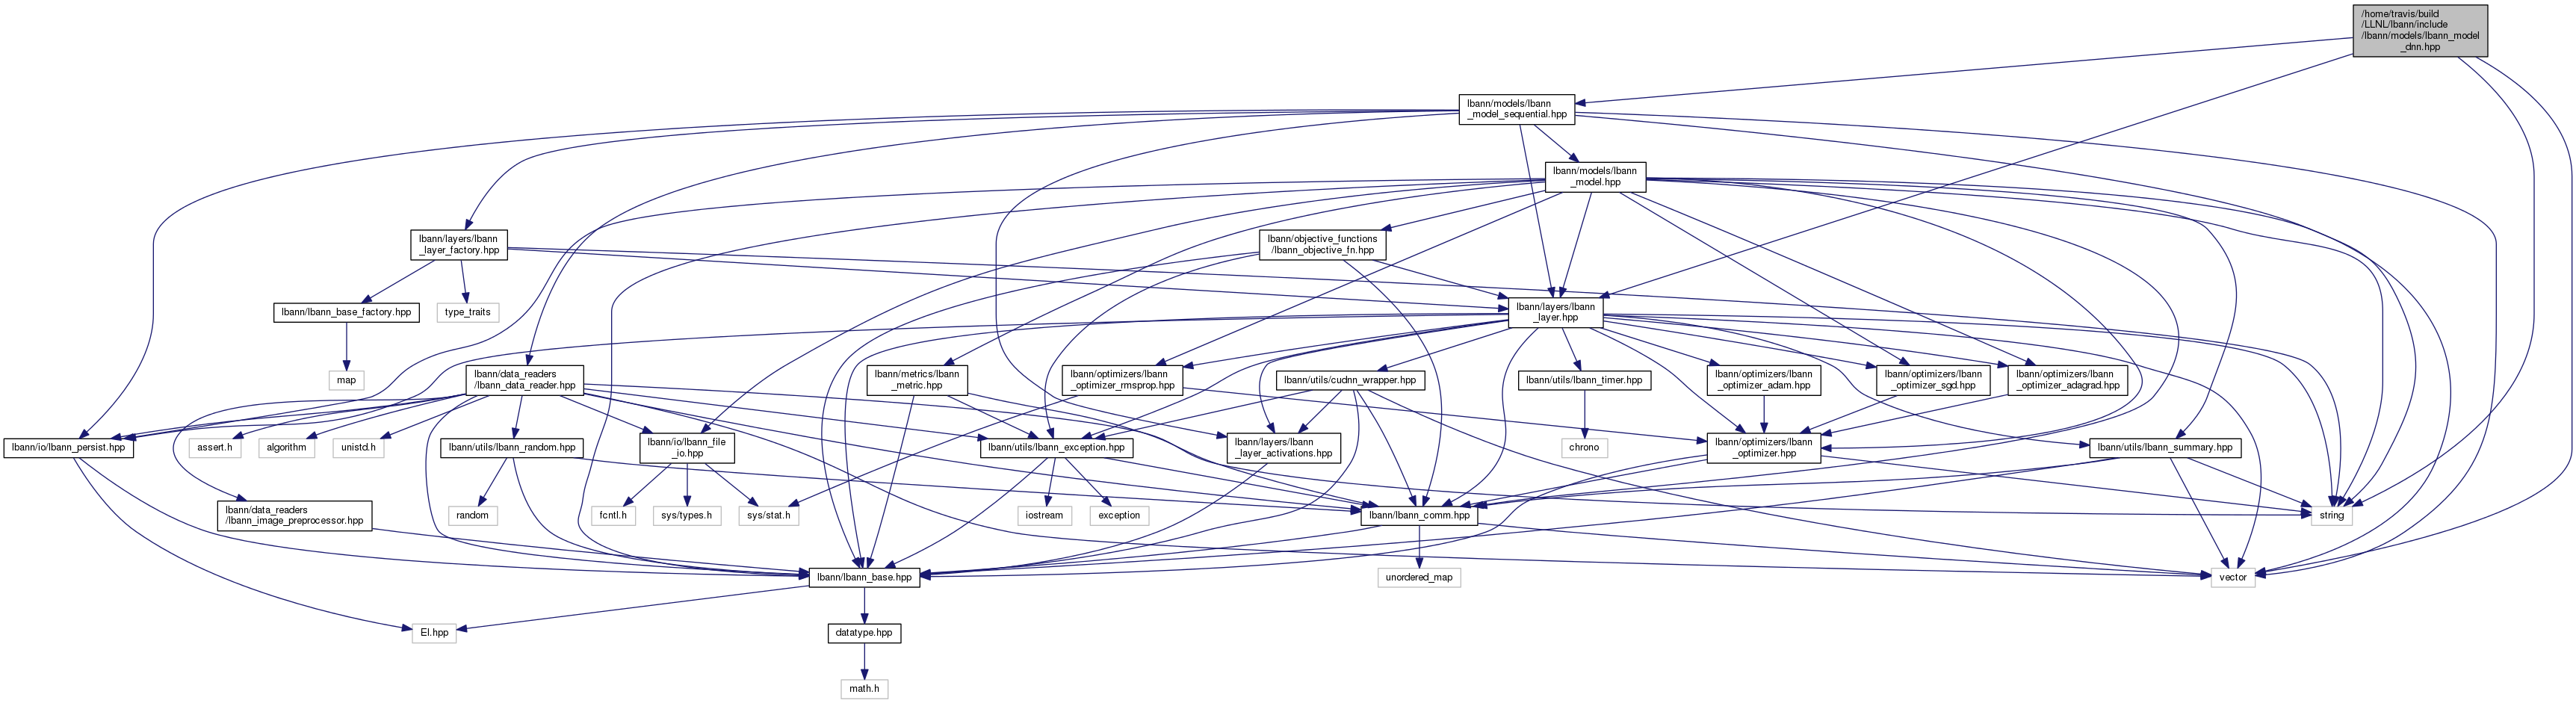 /home/travis/build
/LLNL/lbann/include
/lbann/models/lbann_model
_dnn.hpp
lbann/models/lbann
_model_sequential.hpp
lbann/models/lbann
_model.hpp
lbann/layers/lbann
_layer_factory.hpp
lbann/objective_functions
/lbann_objective_fn.hpp
lbann/lbann_base_factory.hpp
type_traits
lbann/layers/lbann
_layer.hpp
map
lbann/data_readers
/lbann_data_reader.hpp
lbann/metrics/lbann
_metric.hpp
lbann/optimizers/lbann
_optimizer_rmsprop.hpp
lbann/utils/cudnn_wrapper.hpp
lbann/utils/lbann_timer.hpp
lbann/optimizers/lbann
_optimizer_adam.hpp
lbann/optimizers/lbann
_optimizer_sgd.hpp
lbann/optimizers/lbann
_optimizer_adagrad.hpp
lbann/io/lbann_persist.hpp
assert.h
algorithm
unistd.h
lbann/utils/lbann_random.hpp
lbann/io/lbann_file
_io.hpp
lbann/utils/lbann_exception.hpp
lbann/layers/lbann
_layer_activations.hpp
chrono
lbann/optimizers/lbann
_optimizer.hpp
lbann/utils/lbann_summary.hpp
lbann/data_readers
/lbann_image_preprocessor.hpp
random
fcntl.h
sys/types.h
sys/stat.h
iostream
exception
lbann/lbann_comm.hpp
string
lbann/lbann_base.hpp
unordered_map
vector
El.hpp
datatype.hpp
math.h